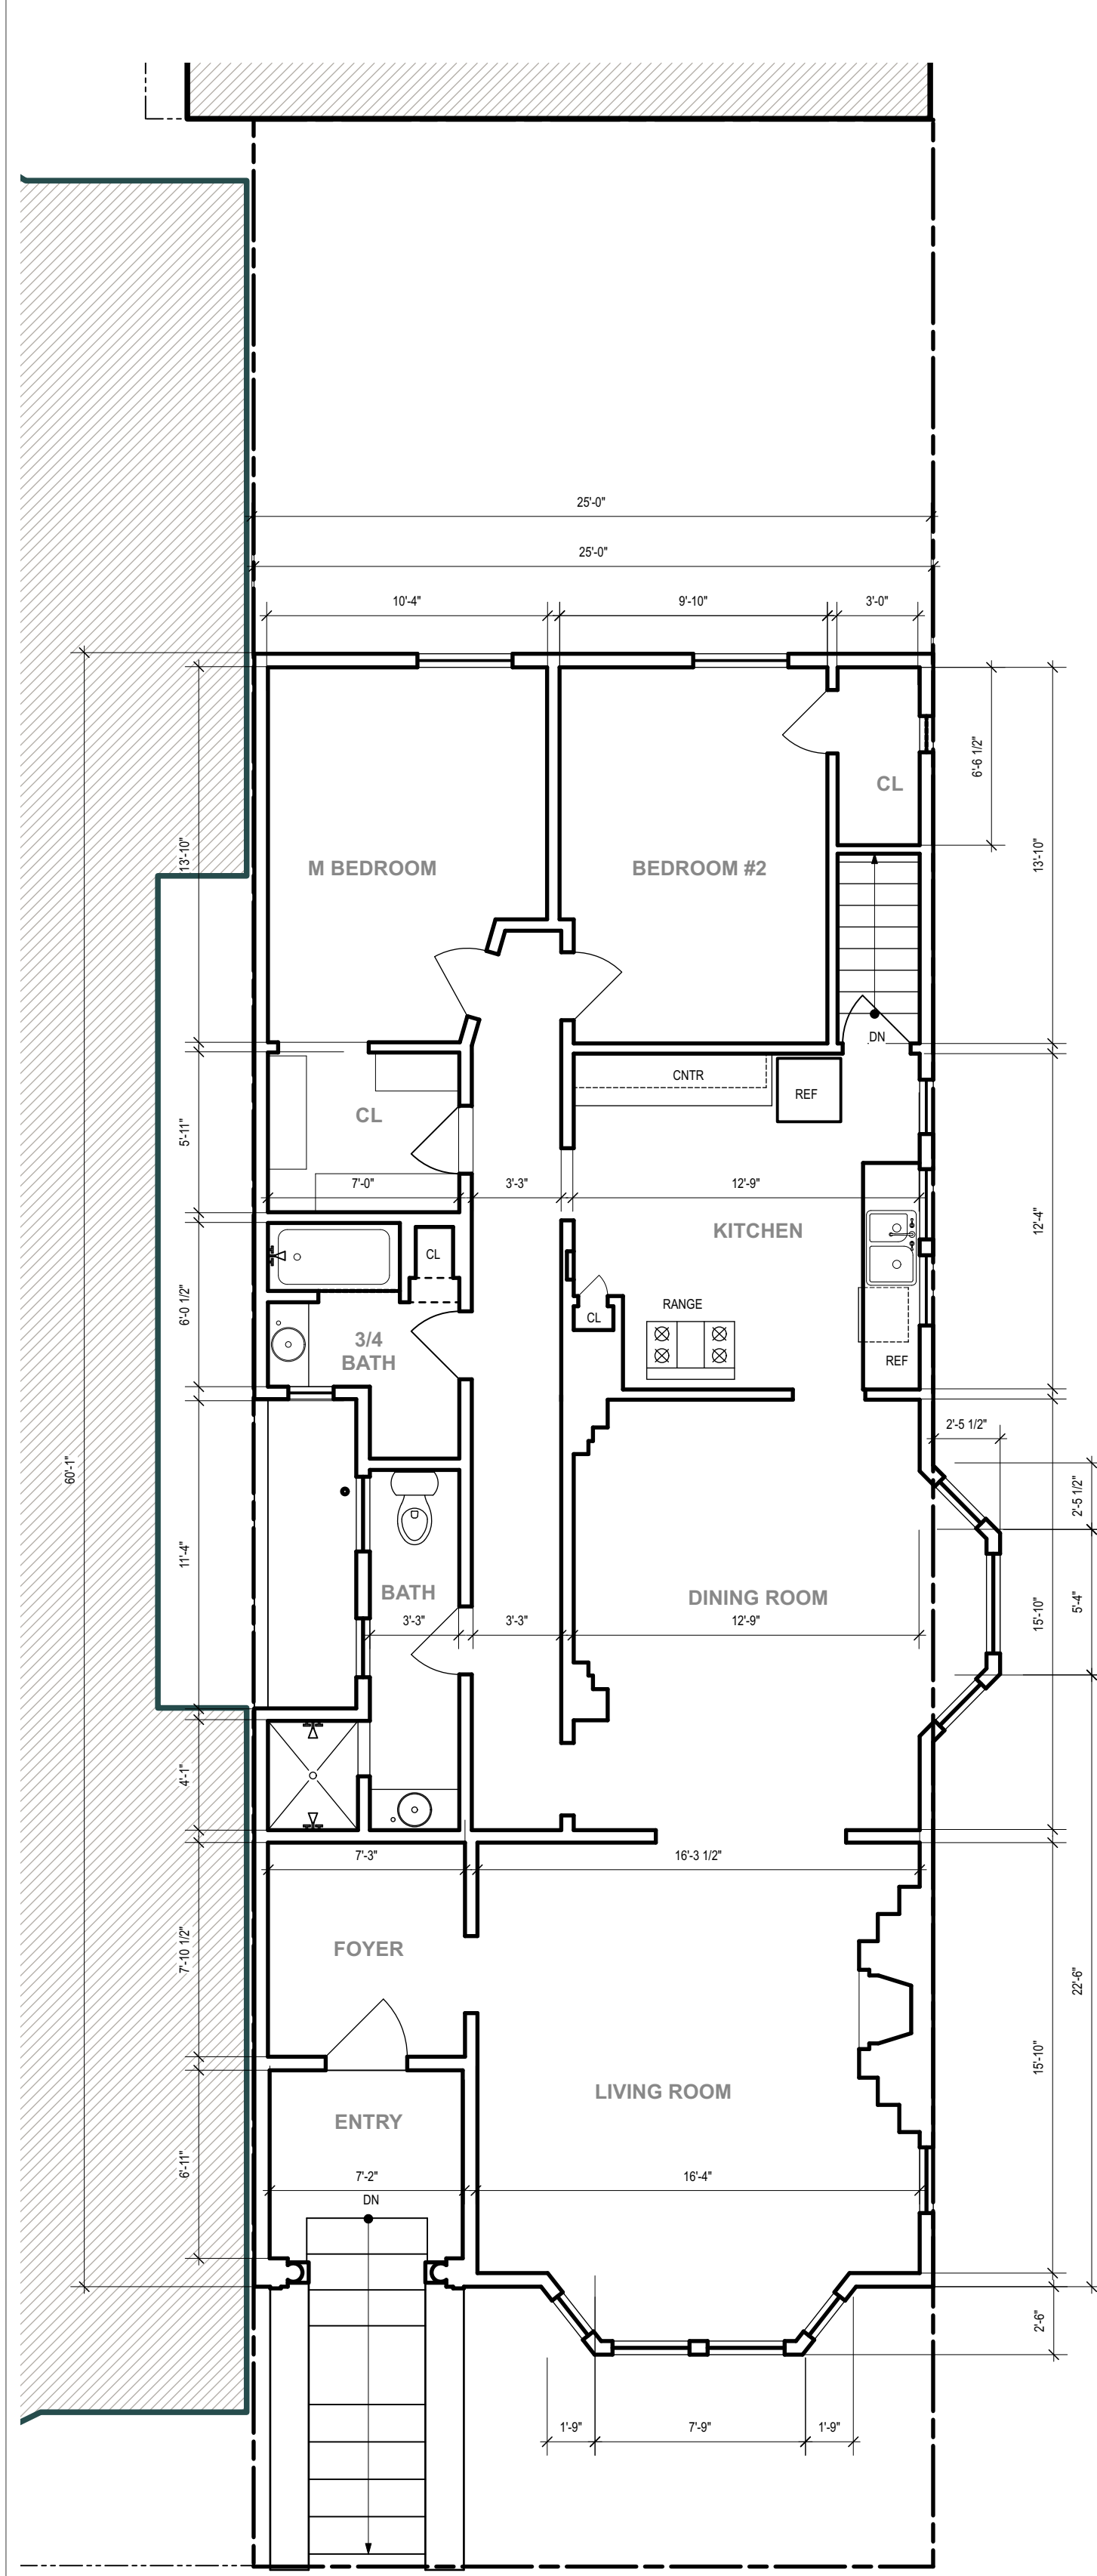 25'-0"
25'-0"
10'-4"
9'-10"
3'-0"
6'-6 1/2"
CL
13'-10"
M BEDROOM
BEDROOM #2
13'-10"
DN
CNTR
REF
CL
5'-11"
7'-0"
3'-3"
12'-9"
12'-4"
KITCHEN
CL
6'-0 1/2"
RANGE
CL
3/4
BATH
REF
2'-5 1/2"
60'-1"
2'-5 1/2"
11'-4"
BATH
DINING ROOM
5'-4"
15'-10"
3'-3"
3'-3"
12'-9"
4'-1"
7'-3"
16'-3 1/2"
FOYER
7'-10 1/2"
22'-6"
15'-10"
LIVING ROOM
ENTRY
6'-11"
7'-2"
16'-4"
DN
2'-6"
1'-9"
7'-9"
1'-9"